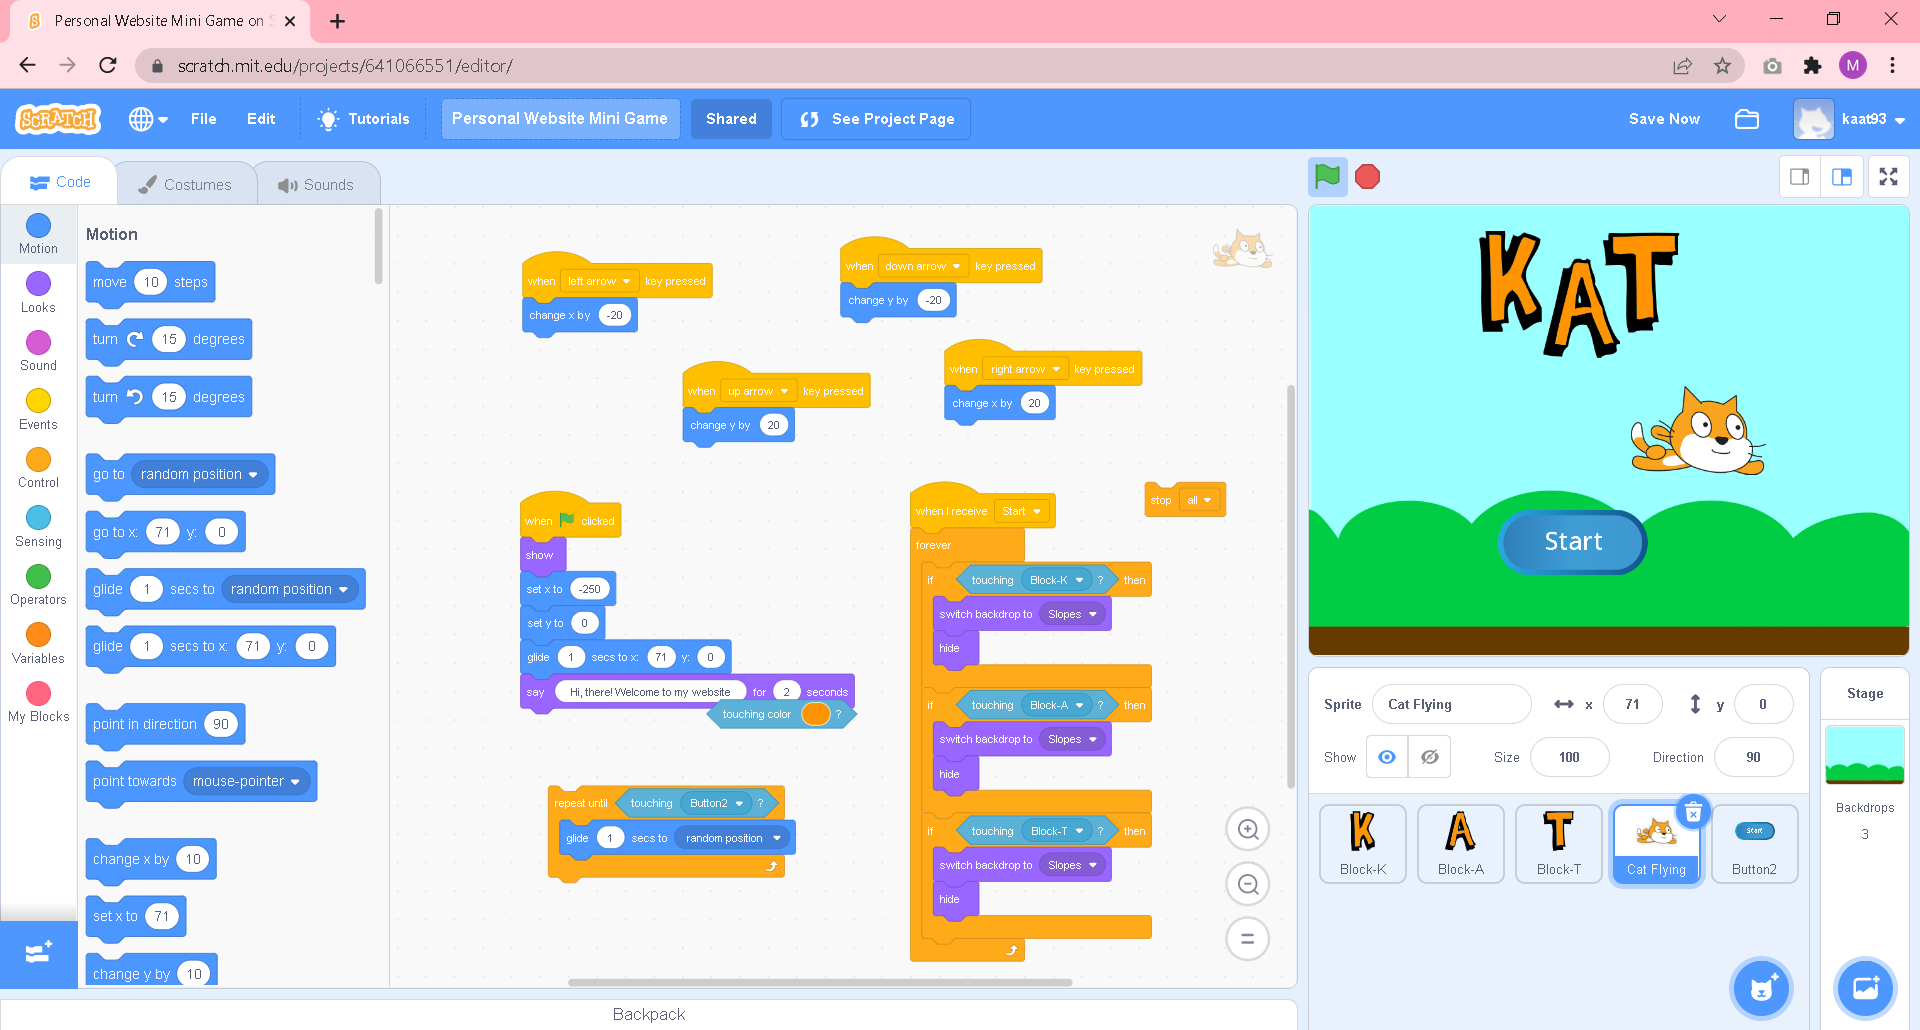 Personal Website Mini Game on S
scratch.mit.edu/projects/641066551/editor/
M
SCRATCH
File
Edit
Tutorials
Personal Website Mini Game
Shared
See Project Page
Save Now
kaat93
Code
Costumes
Sounds
Motion
Looks
Sound
Events
Control
Sensing
Operators
Variables
My Blocks
Motion
move 10 steps
turn 15 degrees
turn 15 degrees
go to random position
go to x: 71 y: 0
glide 1 secs to random position
glide 1 secs to x: 71 y: 0
point in direction 90
point towards mouse-pointer
change x by 10
set x to 71
change y by 10
when left arrow key pressed
change x by -20
when down arrow key pressed
change y by -20
when up arrow key pressed
change y by 20
when right arrow key pressed
change x by 20
when clicked
show
set x to -250
set y to 0
glide 1 secs to x: 71 y: 0
say Hi, there! Welcome to my website for 2 seconds
touching color ?
repeat until touching Button2 ?
glide 1 secs to random position
when I receive Start
forever
if touching Block-K ? then
switch backdrop to Slopes
hide
if touching Block-A ? then
switch backdrop to Slopes
hide
if touching Block-T ? then
switch backdrop to Slopes
hide
stop all
Backpack
KAT
Start
Sprite Cat Flying x 71 y 0
Show Size 100 Direction 90
K
Block-K
A
Block-A
T
Block-T
Cat Flying
Start
Button2
Stage
Backdrops
3